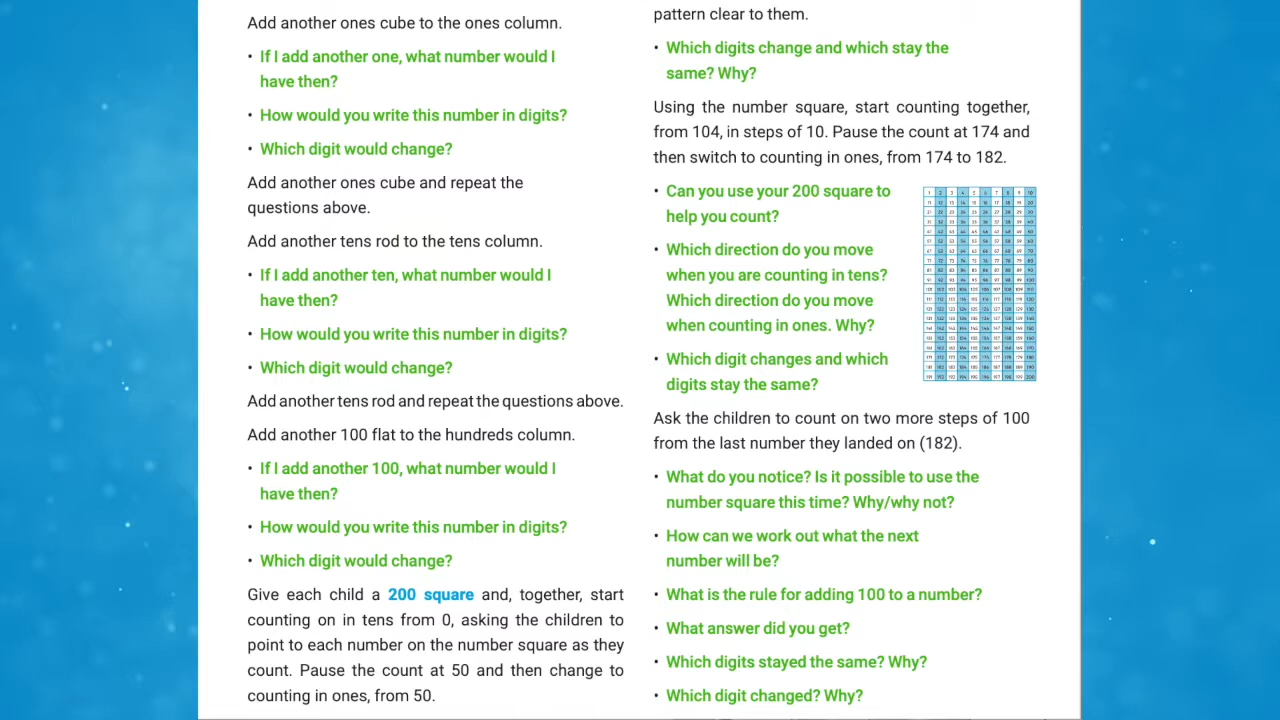 Add another ones cube to the ones column.
• If I add another one, what number would I
have then?
• How would you write this number in digits?
• Which digit would change?
Add another ones cube and repeat the
questions above.
Add another tens rod to the tens column.
• If I add another ten, what number would I
have then?
• How would you write this number in digits?
• Which digit would change?
Add another tens rod and repeat the questions above.
Add another 100 flat to the hundreds column.
• If I add another 100, what number would I
have then?
• How would you write this number in digits?
• Which digit would change?
Give each child a 200 square and, together, start
counting on in tens from 0, asking the children to
point to each number on the number square as they
count. Pause the count at 50 and then change to
counting in ones, from 50.
pattern clear to them.
• Which digits change and which stay the
same? Why?
Using the number square, start counting together,
from 104, in steps of 10. Pause the count at 174 and
then switch to counting in ones, from 174 to 182.
• Can you use your 200 square to
help you count?
• Which direction do you move
when you are counting in tens?
Which direction do you move
when counting in ones. Why?
• Which digit changes and which
digits stay the same?
Ask the children to count on two more steps of 100
from the last number they landed on (182).
• What do you notice? Is it possible to use the
number square this time? Why/why not?
• How can we work out what the next
number will be?
• What is the rule for adding 100 to a number?
• What answer did you get?
• Which digits stayed the same? Why?
• Which digit changed? Why?